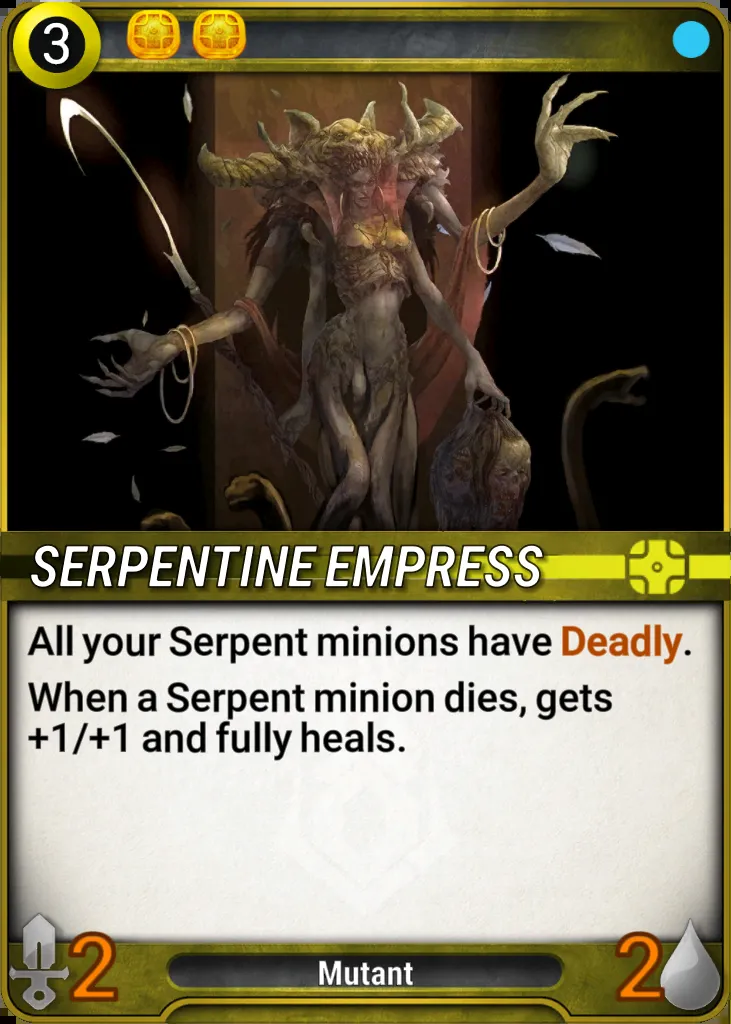 3
SERPENTINE EMPRESS
All your Serpent minions have Deadly.
When a Serpent minion dies, gets
+1/+1 and fully heals.
2 Mutant 2